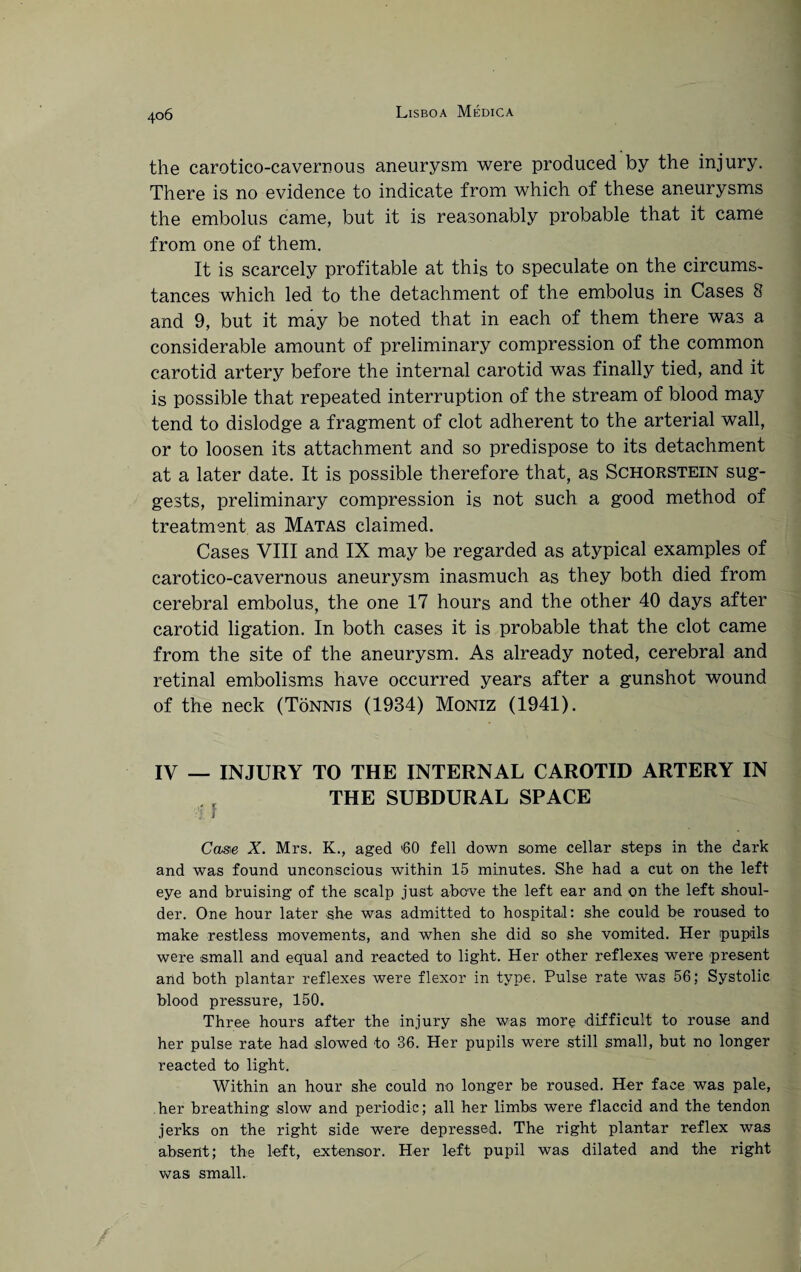 406
Lisboa Médica
the carotico-cavernous aneurysm were produced by the injury.
There is no evidence to indicate from which of these aneurysms
the embolus came, but it is reasonably probable that it came
from one of them.
It is scarcely profitable at this to speculate on the circums-
tances which led to the detachment of the embolus in Cases 8
and 9, but it may be noted that in each of them there was a
considerable amount of preliminary compression of the common
carotid artery before the internal carotid was finally tied, and it
is possible that repeated interruption of the stream of blood may
tend to dislodge a fragment of clot adherent to the arterial wall,
or to loosen its attachment and so predispose to its detachment
at a later date. It is possible therefore that, as SCHORSTEIN sug-
gests, preliminary compression is not such a good method of
treatment as MATAS claimed.
Cases VIII and IX may be regarded as atypical examples of
carotico-cavernous aneurysm inasmuch as they both died from
cerebral embolus, the one 17 hours and the other 40 days after
carotid ligation. In both cases it is probable that the clot came
from the site of the aneurysm. As already noted, cerebral and
retinal embolisms have occurred years after a gunshot wound
of the neck (TÖNNIS (1934) MONIZ (1941).
IV — INJURY TO THE INTERNAL CAROTID ARTERY IN
THE SUBDURAL SPACE
Case X. Mrs. K., aged 60 fell down some cellar steps in the dark
and was found unconscious within 15 minutes. She had a cut on the left
eye and bruising of the scalp just above the left ear and on the left shoul-
der. One hour later she was admitted to hospital: she could be roused to
make restless movements, and when she did so she vomited. Her pupils
were small and equal and reacted to light. Her other reflexes were present
and both plantar reflexes were flexor in type. Pulse rate was 56; Systolic
blood pressure, 150.
Three hours after the injury she was more difficult to rouse and
her pulse rate had slowed to 36. Her pupils were still small, but no longer
reacted to light.
Within an hour she could no longer be roused. Her face was pale,
her breathing slow and periodic; all her limbs were flaccid and the tendon
jerks on the right side were depressed. The right plantar reflex was
absent; the left, extensor. Her left pupil was dilated and the right
was small.